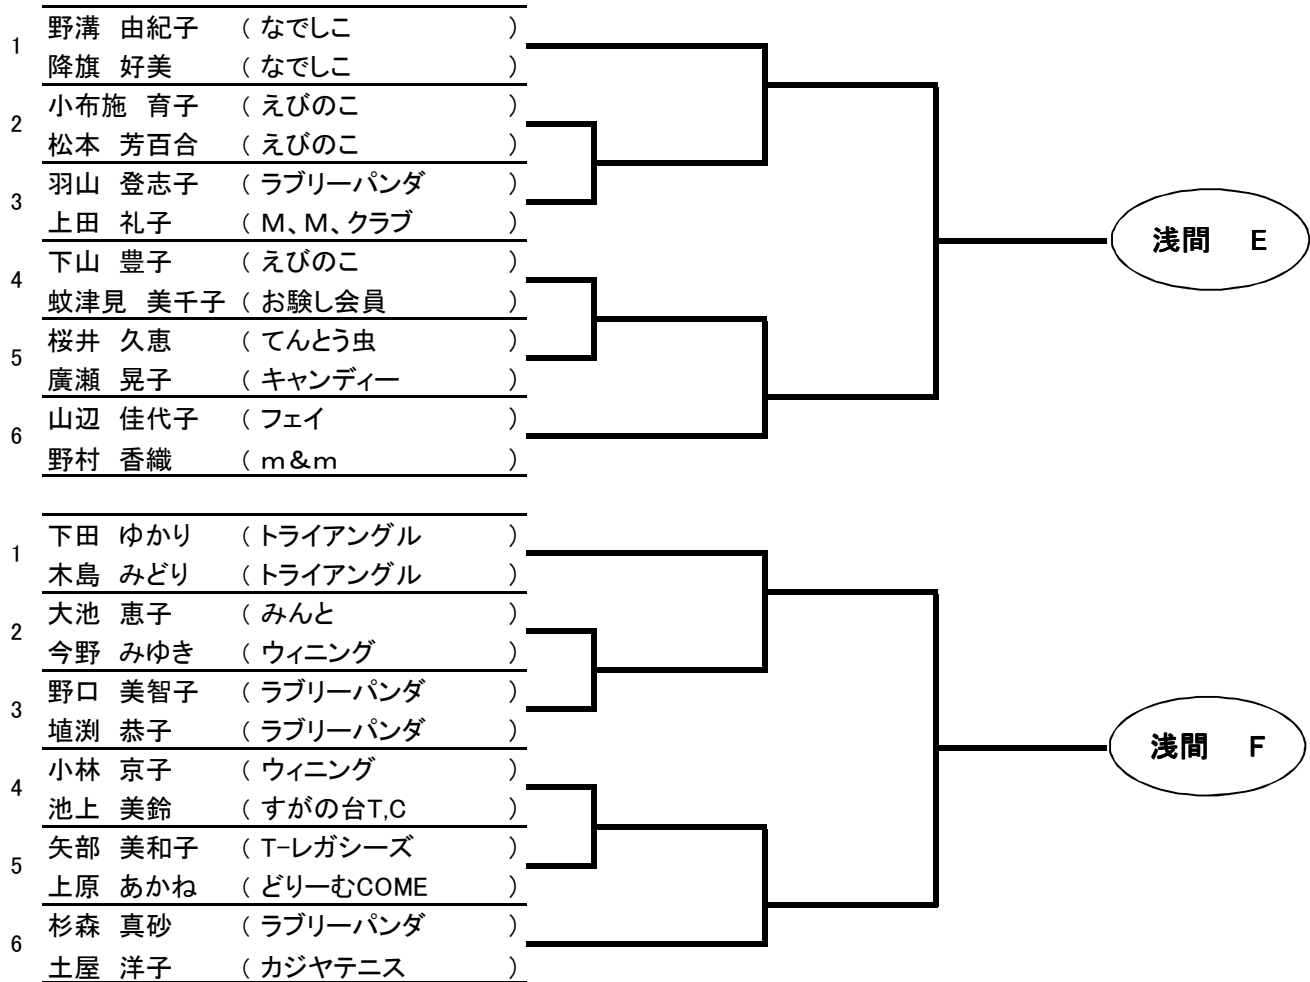 1 野溝 由紀子 ( なでしこ )
降旗 好美 ( なでしこ )
2 小布施 育子 ( えびのこ )
松本 芳百合 ( えびのこ )
3 羽山 登志子 ( ラブリーパンダ )
上田 礼子 ( M、M、クラブ )
4 下山 豊子 ( えびのこ )
蚊津見 美千子 ( お験し会員 )
5 桜井 久恵 ( てんとう虫 )
廣瀬 晃子 ( キャンディー )
6 山辺 佳代子 ( フェイ )
野村 香織 ( m&m )
浅間 E
1 下田 ゆかり ( トライアングル )
木島 みどり ( トライアングル )
2 大池 恵子 ( みんと )
今野 みゆき ( ウィニング )
3 野口 美智子 ( ラブリーパンダ )
埴渕 恭子 ( ラブリーパンダ )
4 小林 京子 ( ウィニング )
池上 美鈴 ( すがの台T,C )
5 矢部 美和子 ( T-レガシーズ )
上原 あかね ( どりーむCOME )
6 杉森 真砂 ( ラブリーパンダ )
土屋 洋子 ( カジヤテニス )
浅間 F